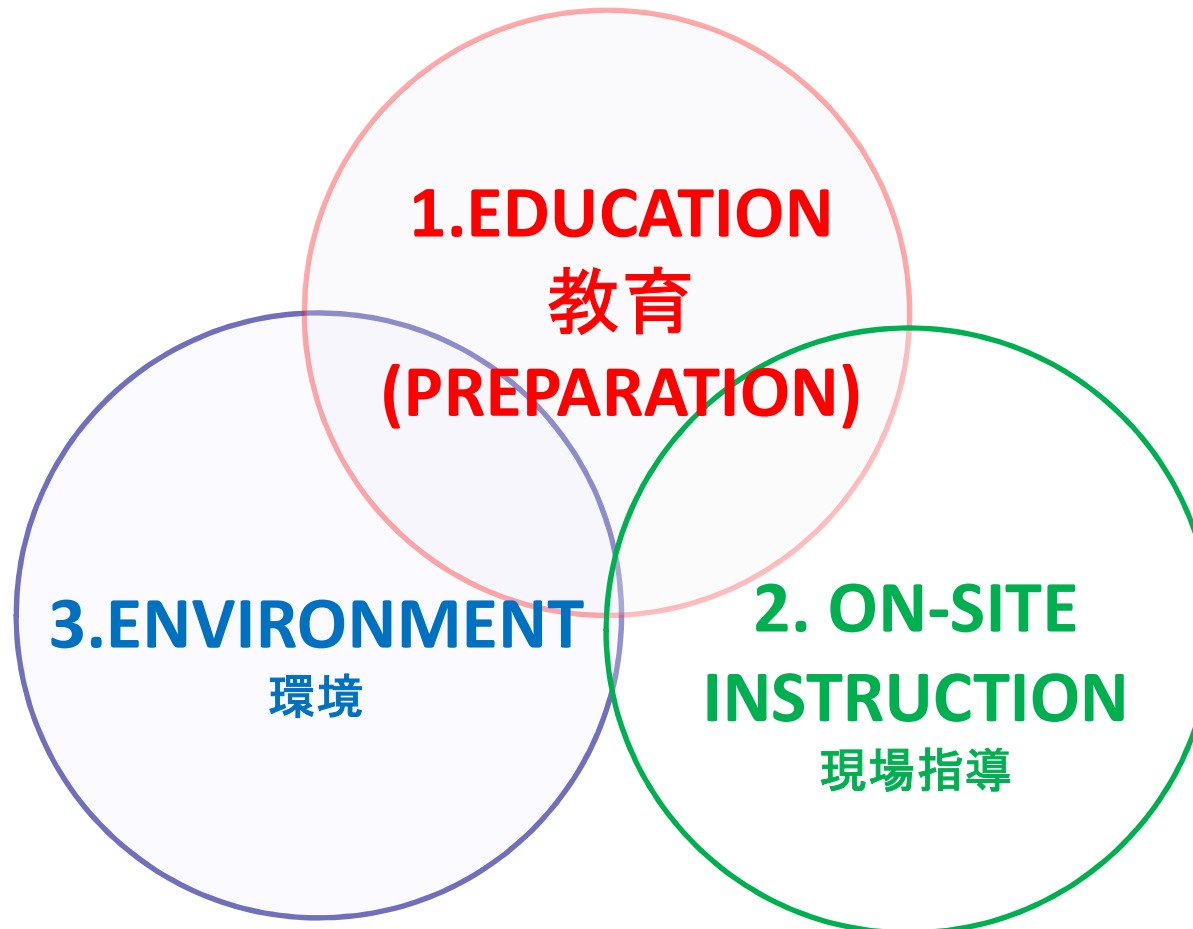 1.EDUCATION
教育
(PREPARATION)
3.ENVIRONMENT
環境
2. ON-SITE
INSTRUCTION
現場指導